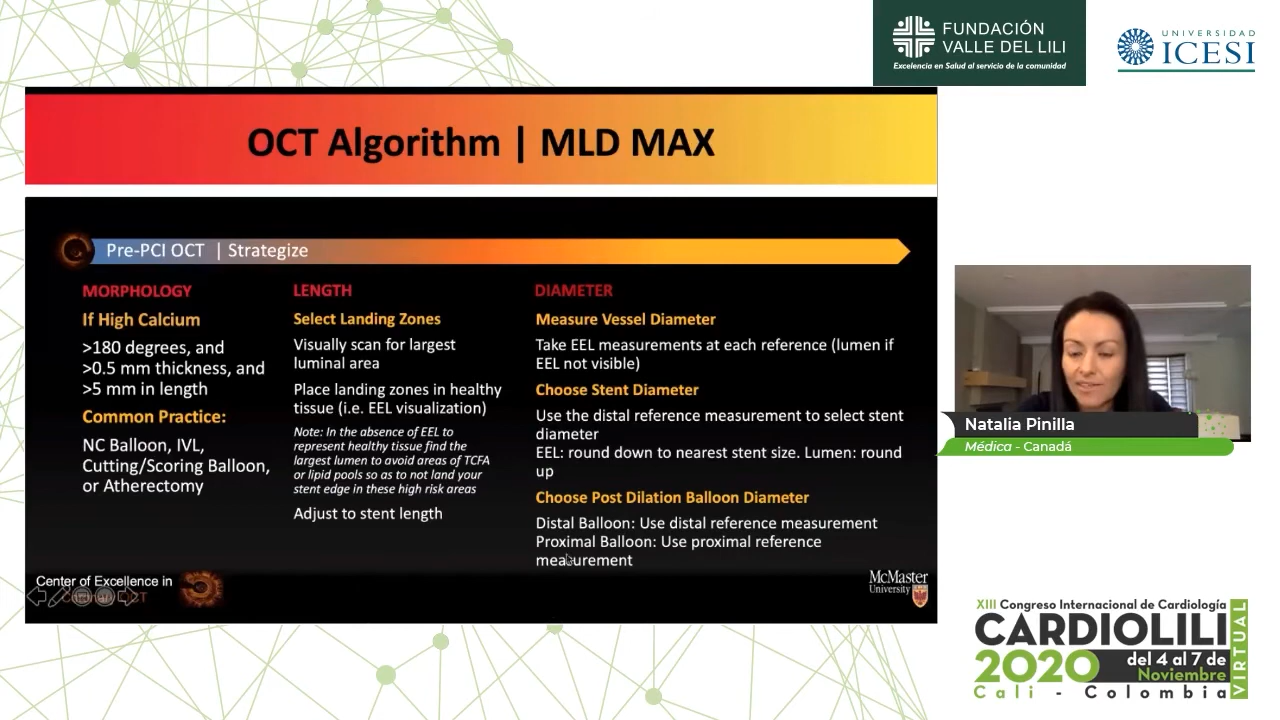 FUNDACIÓN
VALLE DEL LILI
Excelencia en Salud al servicio de la comunidad
UNIVERSIDAD
ICESI
OCT Algorithm | MLD MAX
Pre-PCI OCT | Strategize
MORPHOLOGY
If High Calcium
>180 degrees, and
>0.5 mm thickness, and
>5 mm in length
Common Practice:
NC Balloon, IVL,
Cutting/Scoring Balloon,
or Atherectomy
LENGTH
Select Landing Zones
Visually scan for largest
luminal area
Place landing zones in healthy
tissue (i.e. EEL visualization)
Note: In the absence of EEL to
represent healthy tissue find the
largest lumen to avoid areas of TCFA
or lipid pools so as to not land your
stent edge in these high risk areas
Adjust to stent length
DIAMETER
Measure Vessel Diameter
Take EEL measurements at each reference (lumen if
EEL not visible)
Choose Stent Diameter
Use the distal reference measurement to select stent
diameter
EEL: round down to nearest stent size. Lumen: round
up
Choose Post Dilation Balloon Diameter
Distal Balloon: Use distal reference measurement
Proximal Balloon: Use proximal reference
measurement
Center of Excellence in
OCT
McMaster
University
Natalia Pinilla
Médica - Canadá
XIII Congreso Internacional de Cardiología
CARDIOLILI
2020 del 4 al 7 de
Noviembre
Cali - Colombia
VIRTUAL